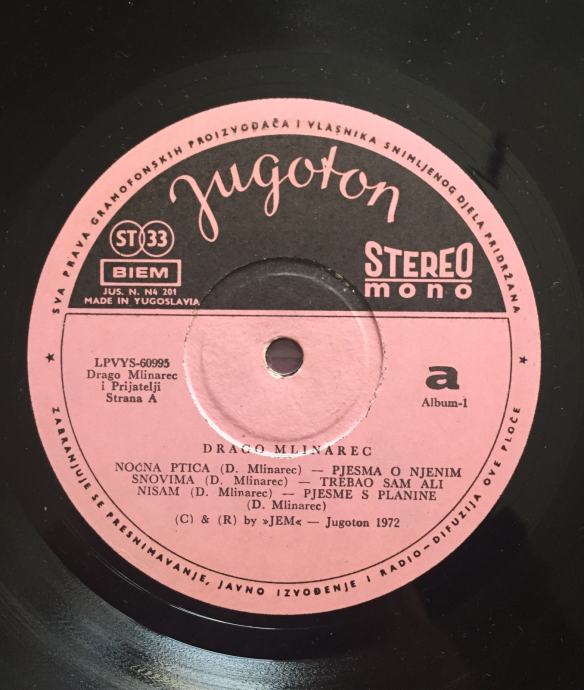 SVA PRAVA GRAMOFONSKIH PROIZVOĐAČA I VLASNIKA SNIMLJENOG DJELA PRIDRŽANA
Jugoton
ST 33
BIEM
JUS. N. N4 201
MADE IN YUGOSLAVIA
STEREO
mono
LPVYS-60995
Drago Mlinarec
i Prijatelji
Strana A
a
Album-1
DRAGO MLINAREC
NOĆNA PTICA (D. Mlinarec) — PJESMA O NJENIM
SNOVIMA (D. Mlinarec) — TREBAO SAM ALI
NISAM (D. Mlinarec) — PJESME S PLANINE
(D. Mlinarec)
(C) & (R) by »JEM« — Jugoton 1972
ZABRANJUJE SE PRESNIMAVANJE, JAVNO IZVOĐENJE I RADIO-DIFUZIJA OVE PLOČE